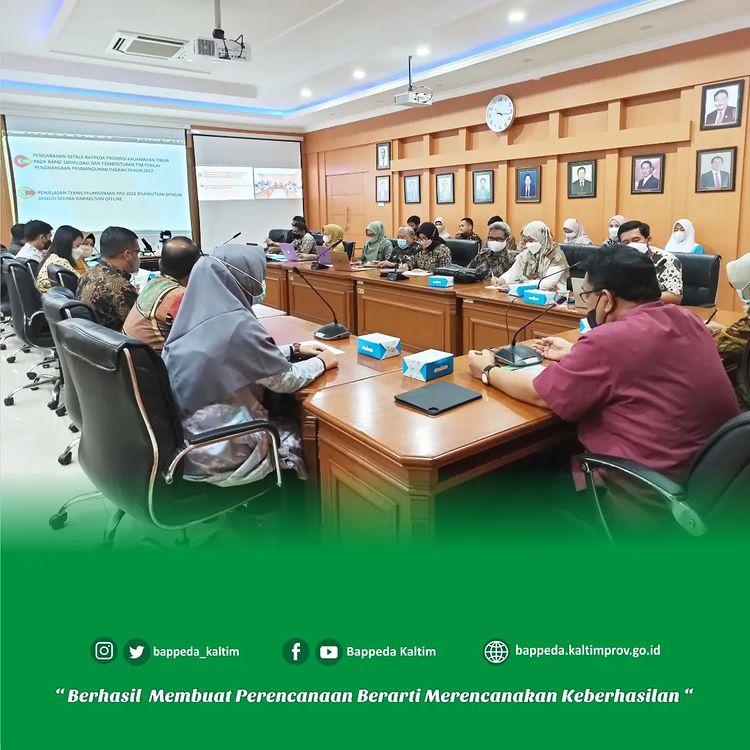 PENGARAHAN KEPALA BAPPEDA PROVINSI KALIMANTAN TIMUR
PADA RAPAT SOSIALISASI DAN PEMBENTUKAN TIM PENILAI
PENGHARGAAN PEMBANGUNAN DAERAH TAHUN 2022
PENJELASAN TEKNIS PELAKSANAAN PPD 2022 DILANJUTKAN DENGAN
DISKUSI SECARA DARING DAN OFFLINE
bappeda_kaltim
Bappeda Kaltim
bappeda.kaltimprov.go.id
“ Berhasil Membuat Perencanaan Berarti Merencanakan Keberhasilan “